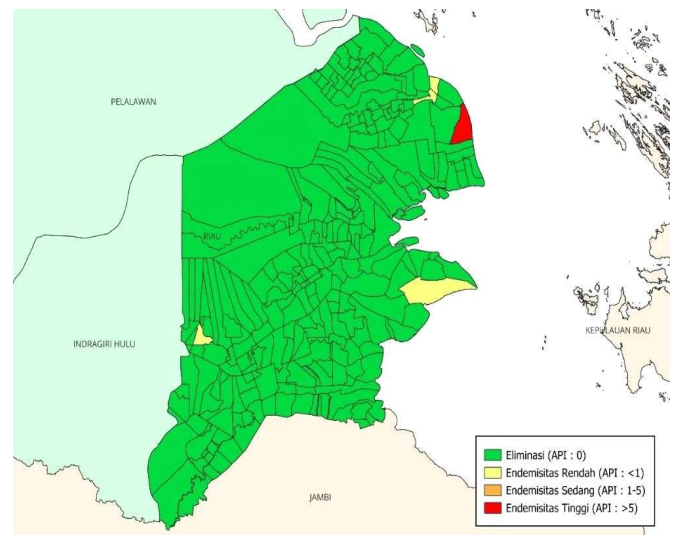 PELALAWAN
RIAU
INDRAGIRI HULU
KEPULAUAN RIAU
JAMBI
Eliminasi (API : 0)
Endemisitas Rendah (API : <1)
Endemisitas Sedang (API : 1-5)
Endemisitas Tinggi (API : >5)